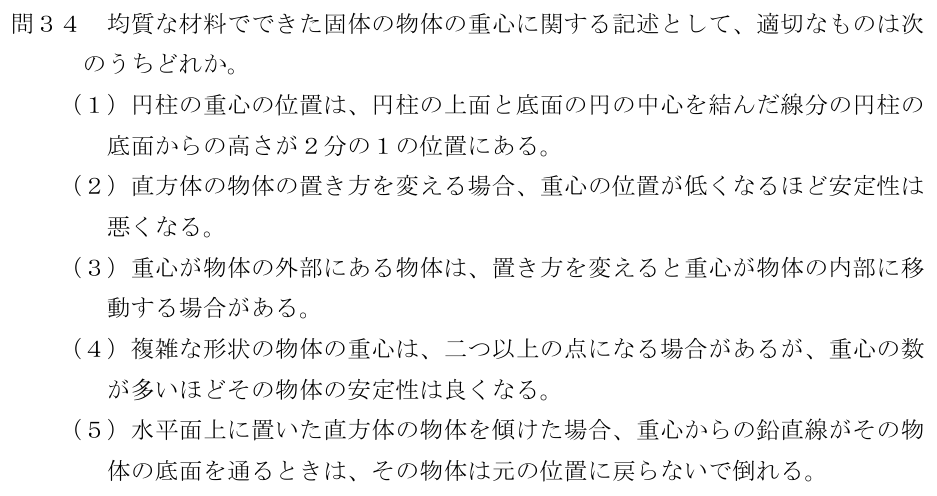 問34　均質な材料でできた固体の物体の重心に関する記述として、適切なものは次
のうちどれか。
（1）円柱の重心の位置は、円柱の上面と底面の円の中心を結んだ線分の円柱の
底面からの高さが2分の1の位置にある。
（2）直方体の物体の置き方を変える場合、重心の位置が低くなるほど安定性は
悪くなる。
（3）重心が物体の外部にある物体は、置き方を変えると重心が物体の内部に移
動する場合がある。
（4）複雑な形状の物体の重心は、二つ以上の点になる場合があるが、重心の数
が多いほどその物体の安定性は良くなる。
（5）水平面上に置いた直方体の物体を傾けた場合、重心からの鉛直線がその物
体の底面を通るときは、その物体は元の位置に戻らないで倒れる。